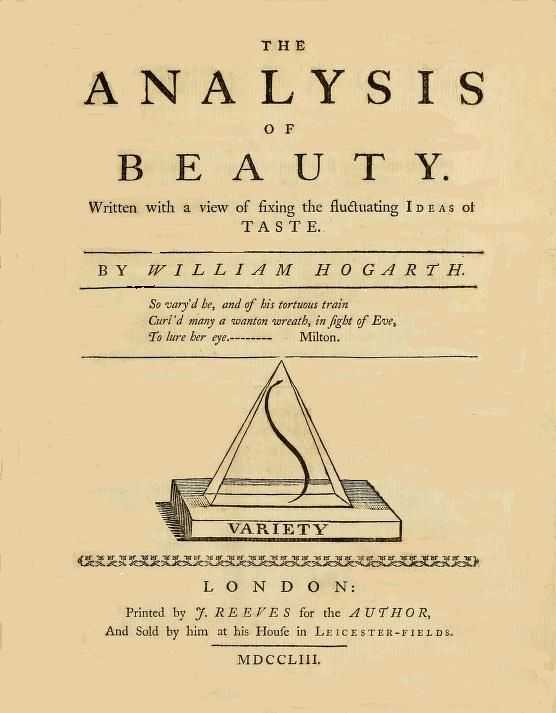 THE
ANALYSIS
OF
BEAUTY.
Written with a view of fixing the fluctuating IDEAS of
TASTE.
BY WILLIAM HOGARTH.
So vary'd he, and of his tortuous train
Curl'd many a wanton wreath, in ſight of Eve,
To lure her eye.-------- Milton.
VARIETY
LONDON:
Printed by J. REEVES for the AUTHOR,
And Sold by him at his Houſe in LEICESTER-FIELDS.
MDCCLIII.